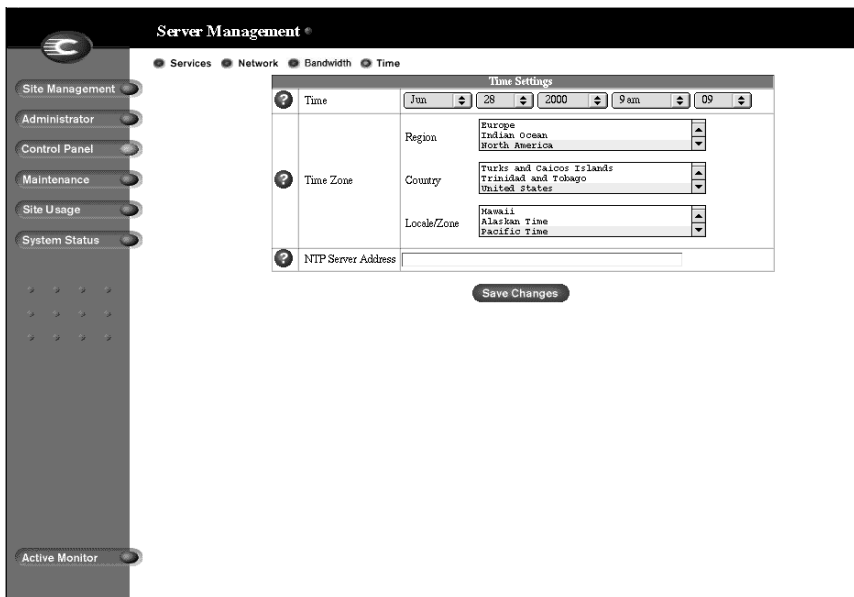 Server Management
Services Network Bandwidth Time
Site Management
Administrator
Control Panel
Maintenance
Site Usage
System Status
Active Monitor
Time Settings
Time Jun 28 2000 9 am 09
Time Zone
Region
Europe
Indian Ocean
North America
Country
Turks and Caicos Islands
Trinidad and Tobago
United States
Locale/Zone
Hawaii
Alaskan Time
Pacific Time
NTP Server Address
Save Changes